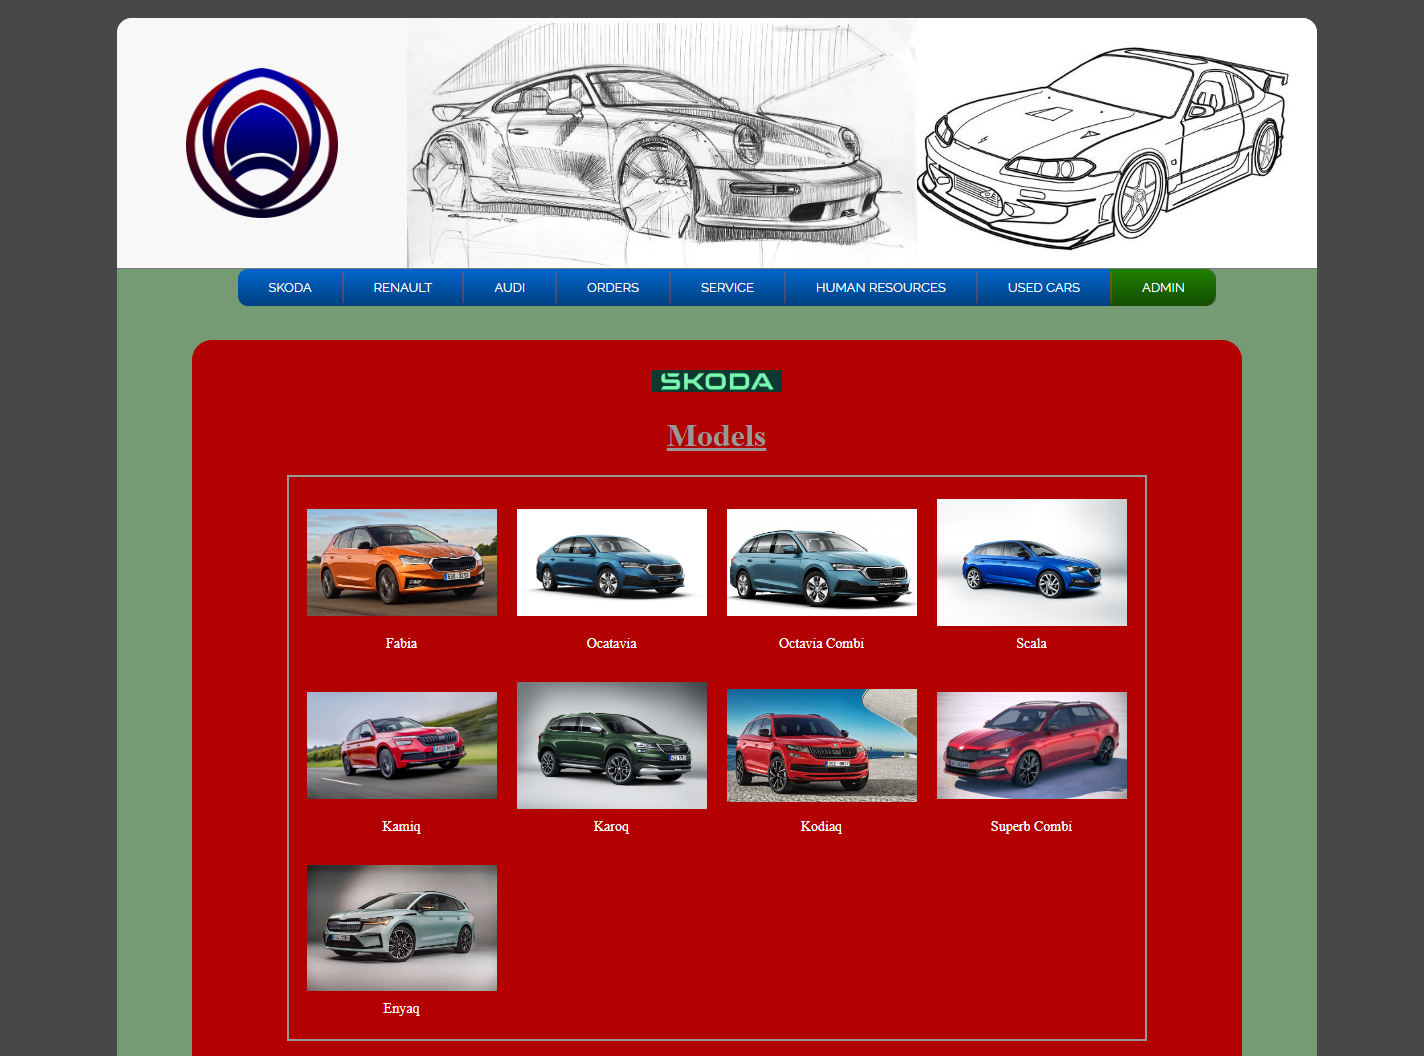 SKODA RENAULT AUDI ORDERS SERVICE HUMAN RESOURCES USED CARS ADMIN
ŠKODA
Models
Fabia Ocatavia Octavia Combi Scala
Kamiq Karoq Kodiaq Superb Combi
Enyaq